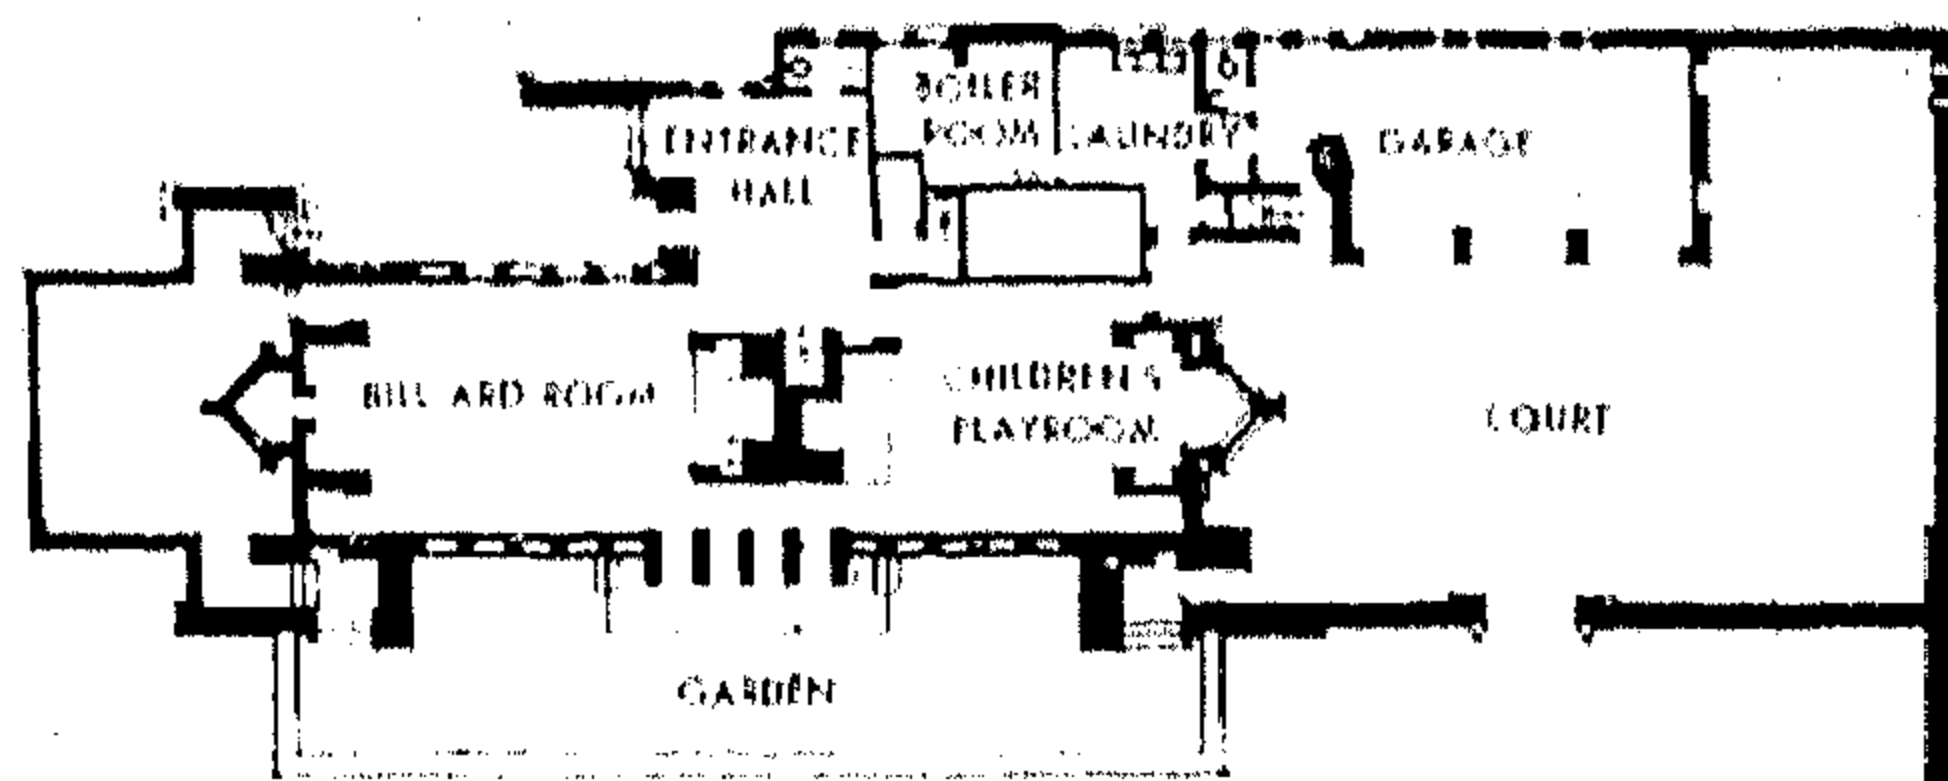 BOILER
ROOM
LAUNDRY
GARAGE
ENTRANCE
HALL
BILLIARD ROOM
CHILDREN'S
PLAYROOM
COURT
GARDEN